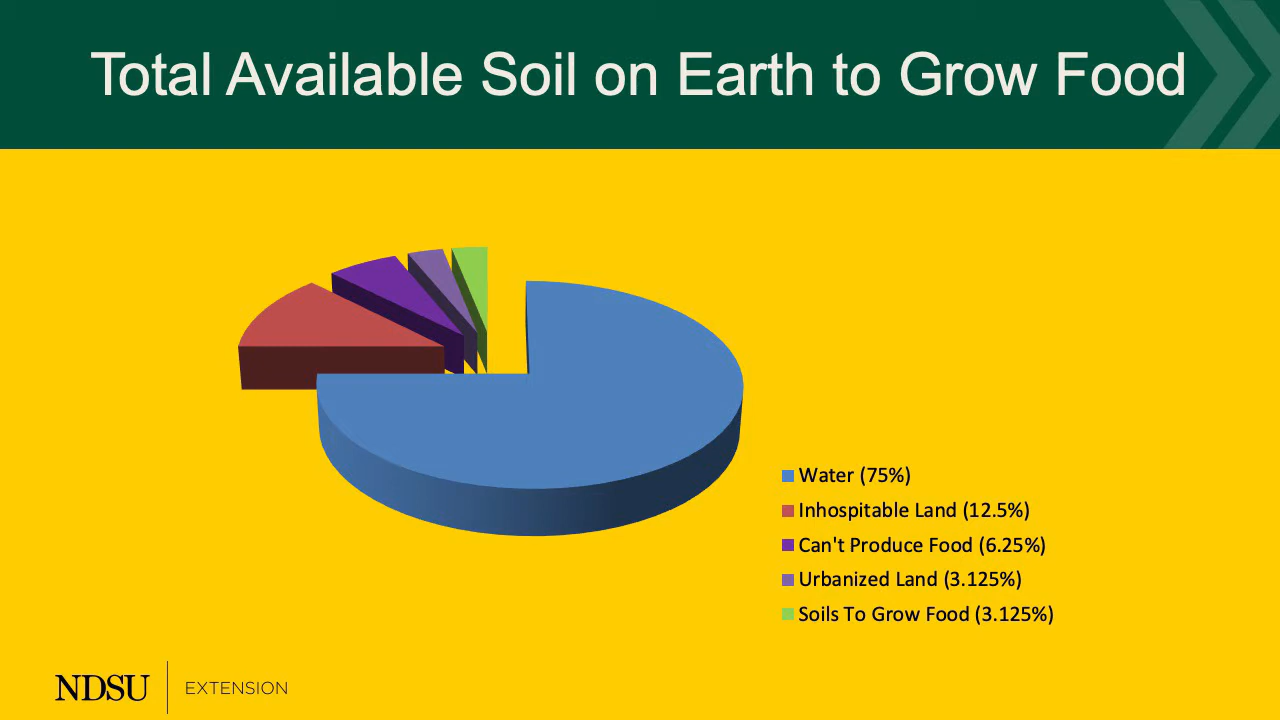 Total Available Soil on Earth to Grow Food
Water (75%)
Inhospitable Land (12.5%)
Can't Produce Food (6.25%)
Urbanized Land (3.125%)
Soils To Grow Food (3.125%)
NDSU EXTENSION